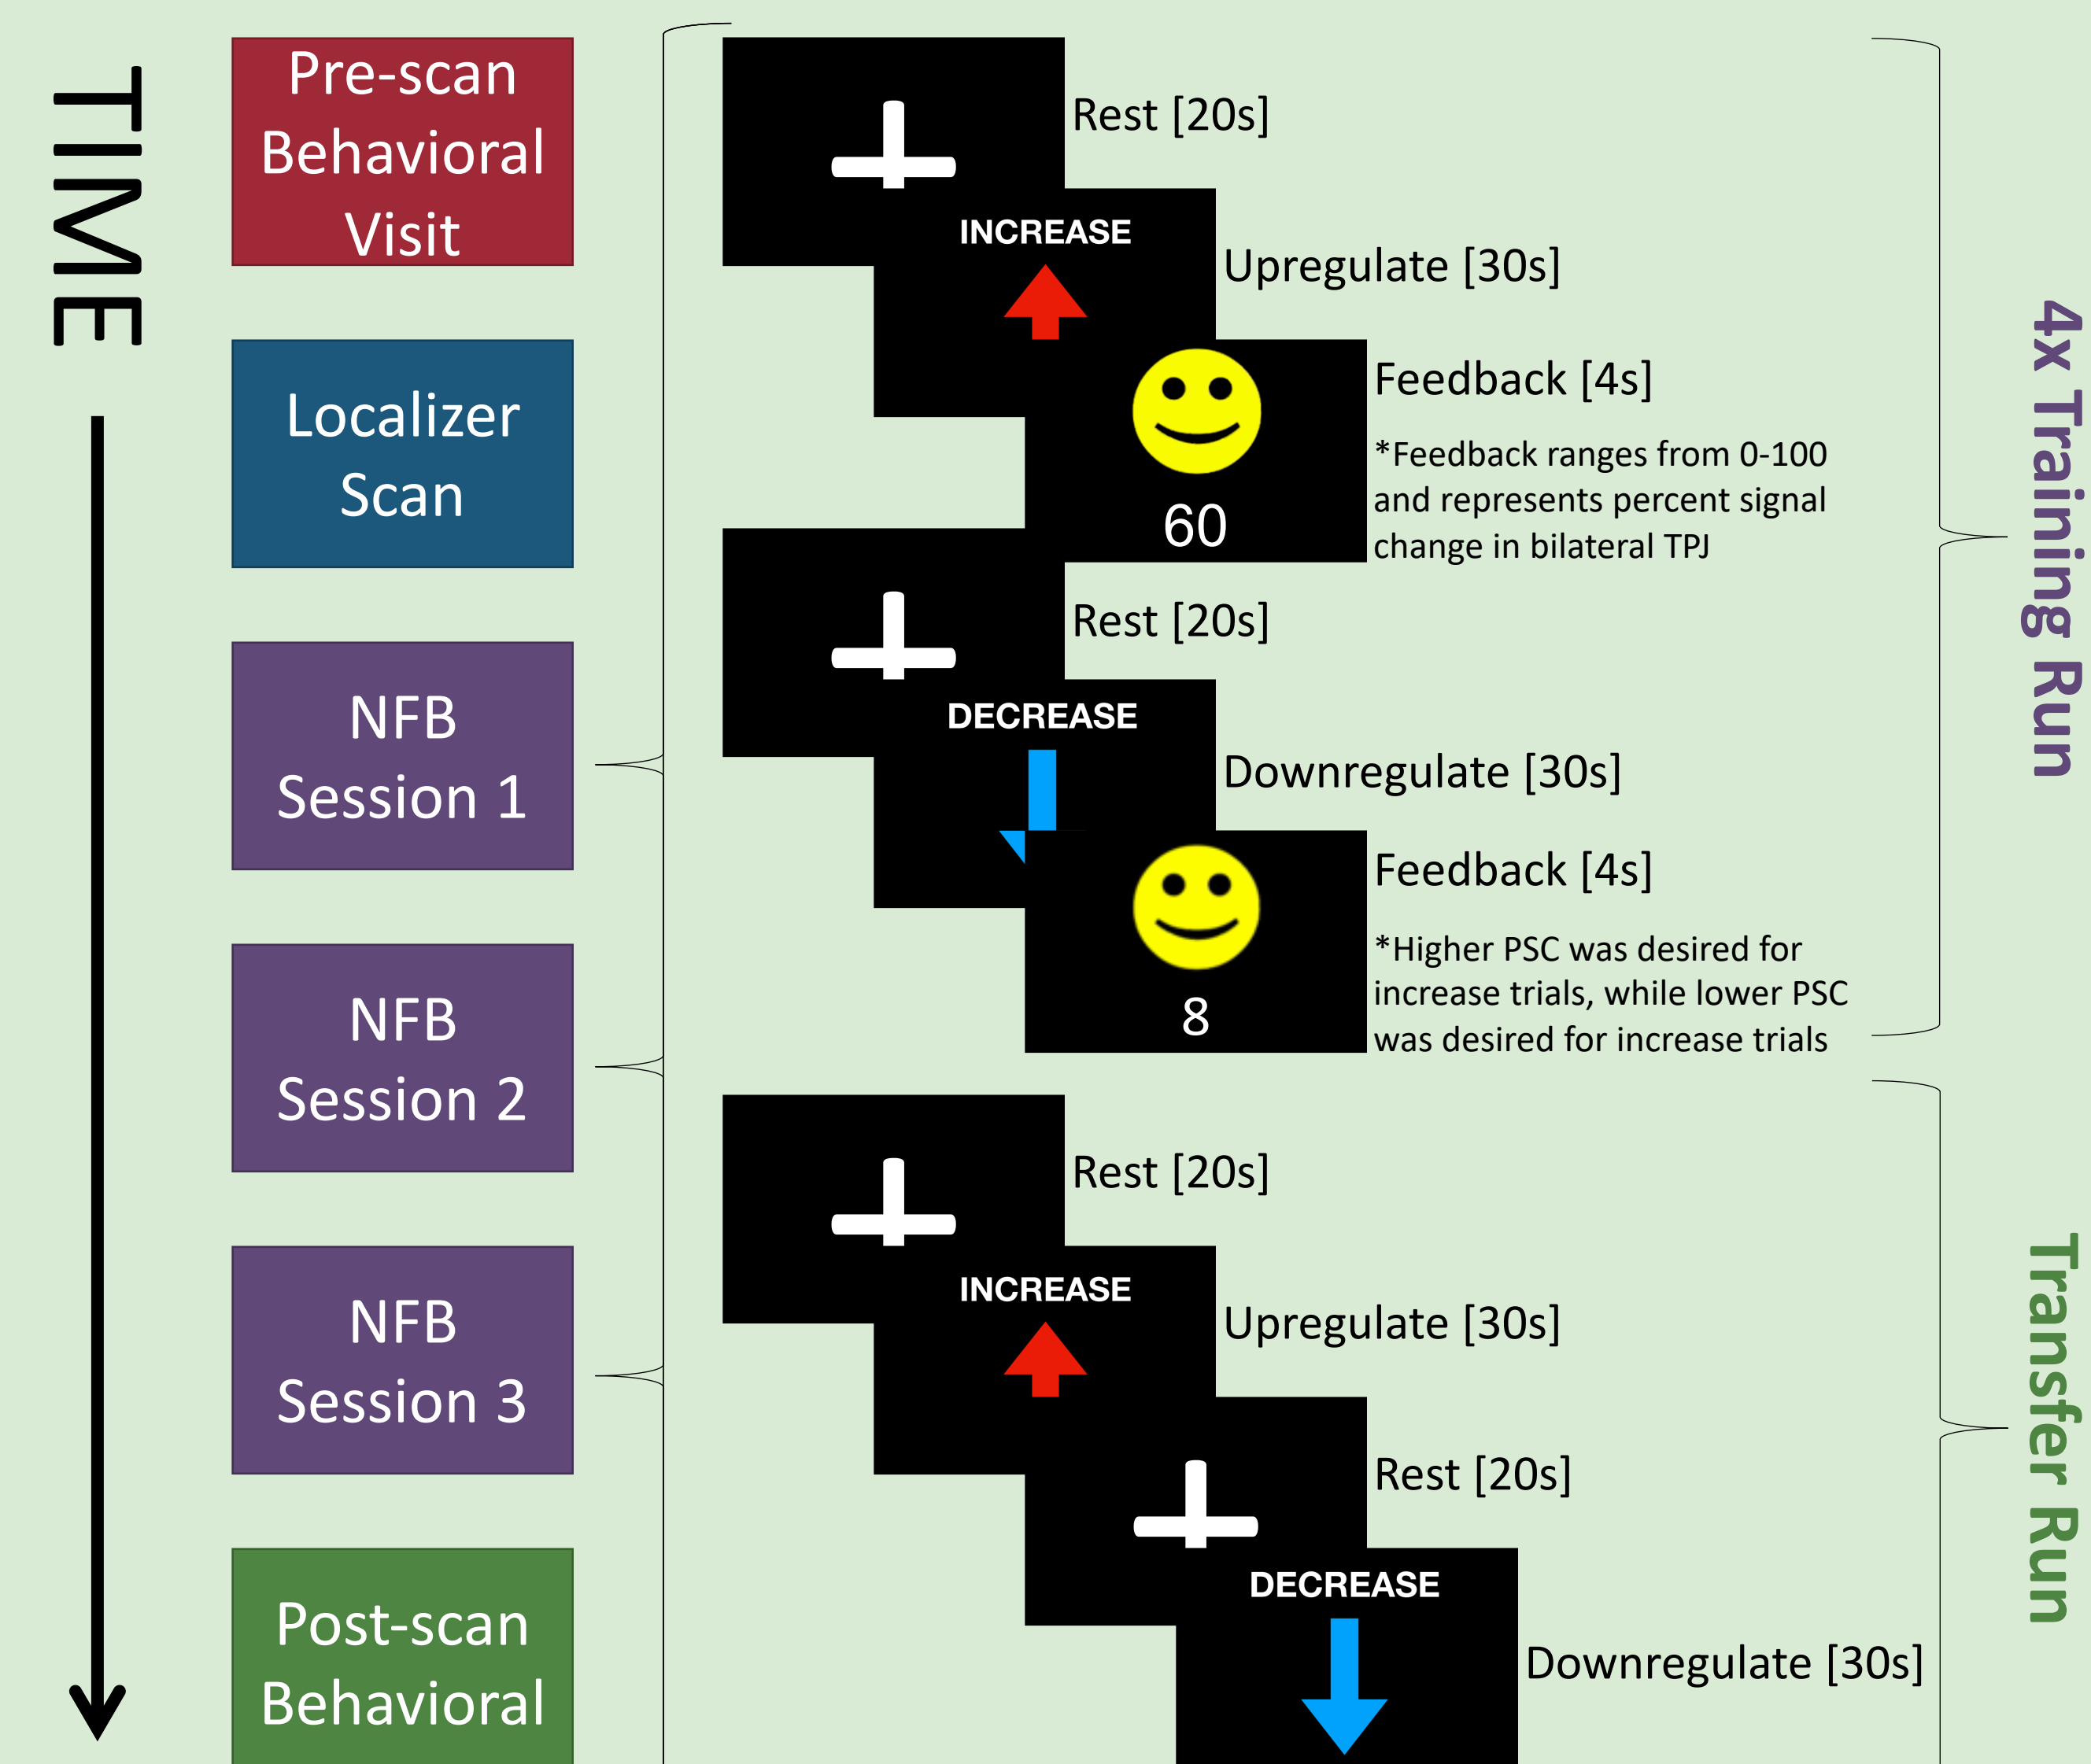 TIME
Pre-scan
Behavioral
Visit
Localizer
Scan
NFB
Session 1
NFB
Session 2
NFB
Session 3
Post-scan
Behavioral
Rest [20s]
INCREASE
Upregulate [30s]
Feedback [4s]
*Feedback ranges from 0-100
and represents percent signal
change in bilateral TPJ
60
Rest [20s]
DECREASE
Downregulate [30s]
Feedback [4s]
*Higher PSC was desired for
increase trials, while lower PSC
was desired for increase trials
8
4x Training Run
Rest [20s]
INCREASE
Upregulate [30s]
Rest [20s]
DECREASE
Downregulate [30s]
Transfer Run